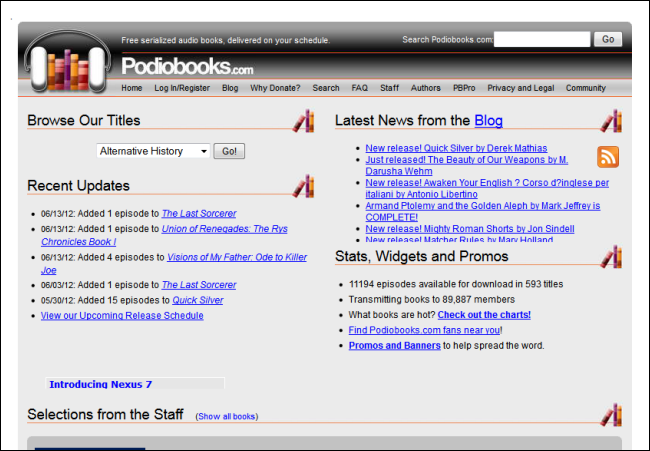 Free serialized audio books, delivered on your schedule.
Search Podiobooks.com:
Go
Podiobooks.com
Home Log In/Register Blog Why Donate? Search FAQ Staff Authors PBPro Privacy and Legal Community
Browse Our Titles
Alternative History Go!
Recent Updates
06/13/12: Added 1 episode to The Last Sorcerer
06/13/12: Added 1 episode to Union of Renegades: The Rys
Chronicles Book I
06/13/12: Added 4 episodes to Visions of My Father: Ode to Killer
Joe
06/03/12: Added 1 episode to The Last Sorcerer
05/30/12: Added 15 episodes to Quick Silver
View our Upcoming Release Schedule
Introducing Nexus 7
Latest News from the Blog
New release! Quick Silver by Derek Mathias
Just released! The Beauty of Our Weapons by M.
Darusha Wehm
New release! Awaken Your English ? Corso d?inglese per
italiani by Antonio Libertino
Armand Ptolemy and the Golden Aleph by Mark Jeffrey is
COMPLETE!
New release! Mighty Roman Shorts by Jon Sindell
New release! Matcher Rules by Mary Holland
Stats, Widgets and Promos
11194 episodes available for download in 593 titles
Transmitting books to 89,887 members
What books are hot? Check out the charts!
Find Podiobooks.com fans near you!
Promos and Banners to help spread the word.
Selections from the Staff (Show all books)